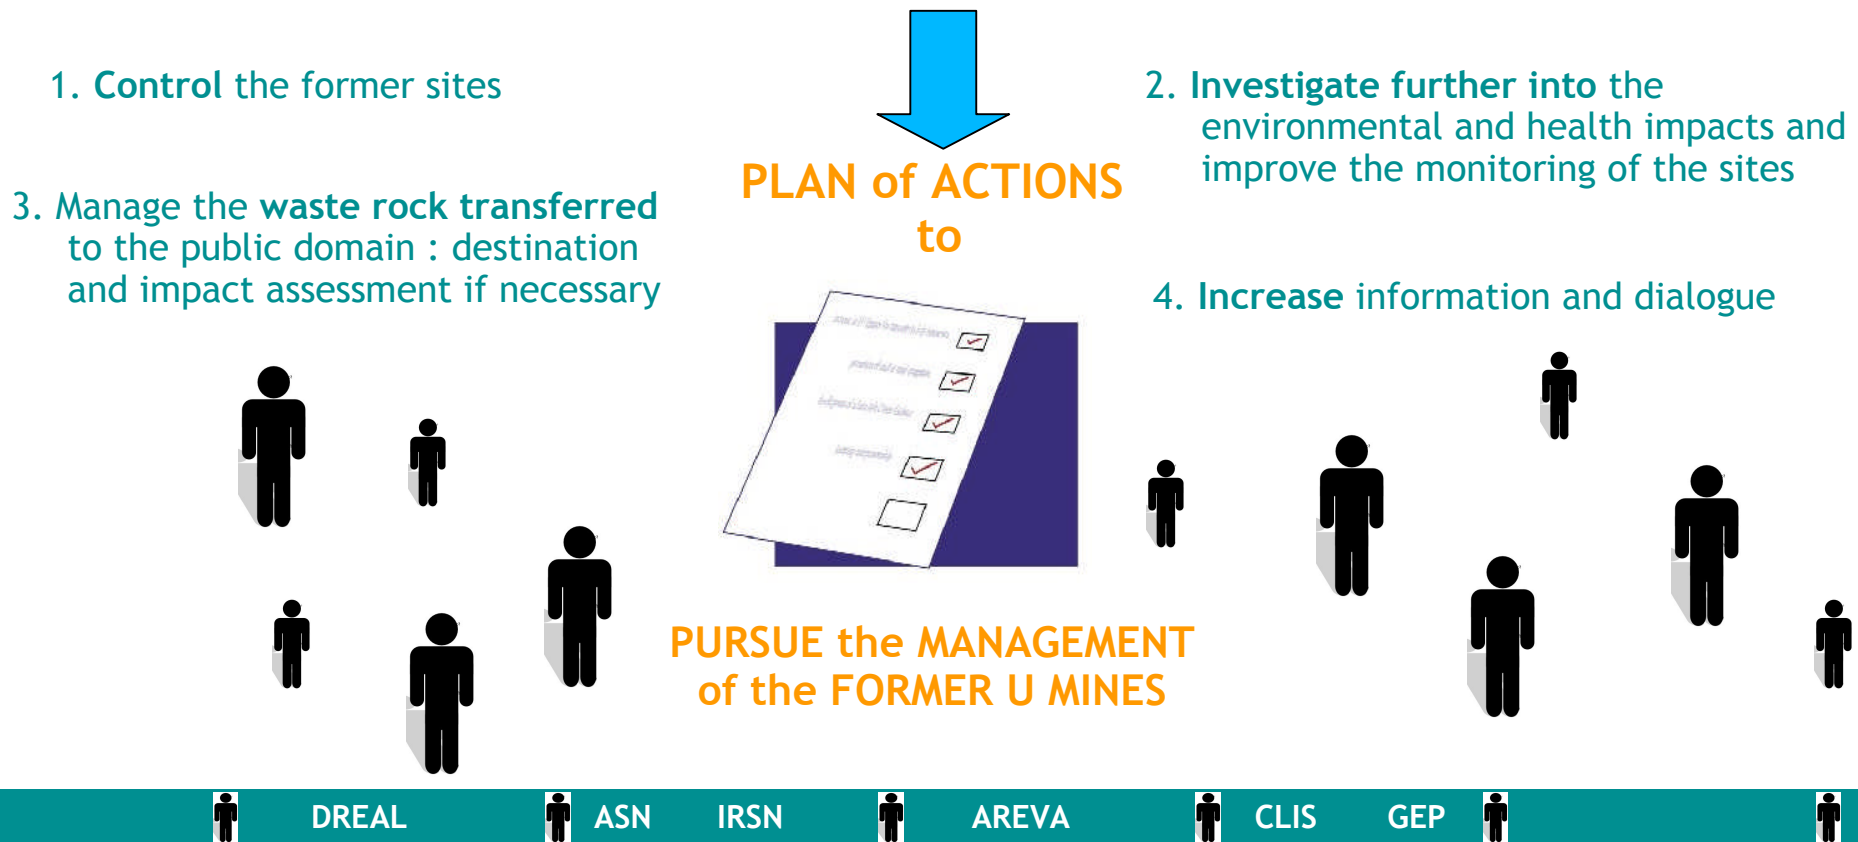 1. Control the former sites
2. Investigate further into the
environmental and health impacts and
improve the monitoring of the sites
PLAN of ACTIONS
to
3. Manage the waste rock transferred
to the public domain : destination
and impact assessment if necessary
4. Increase information and dialogue
PURSUE the MANAGEMENT
of the FORMER U MINES
DREAL ASN IRSN AREVA CLIS GEP